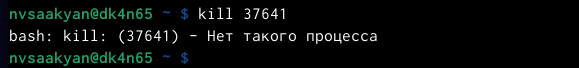 nvsaakyan@dk4n65 ~ $ kill 37641
bash: kill: (37641) – Нет такого процесса
nvsaakyan@dk4n65 ~ $